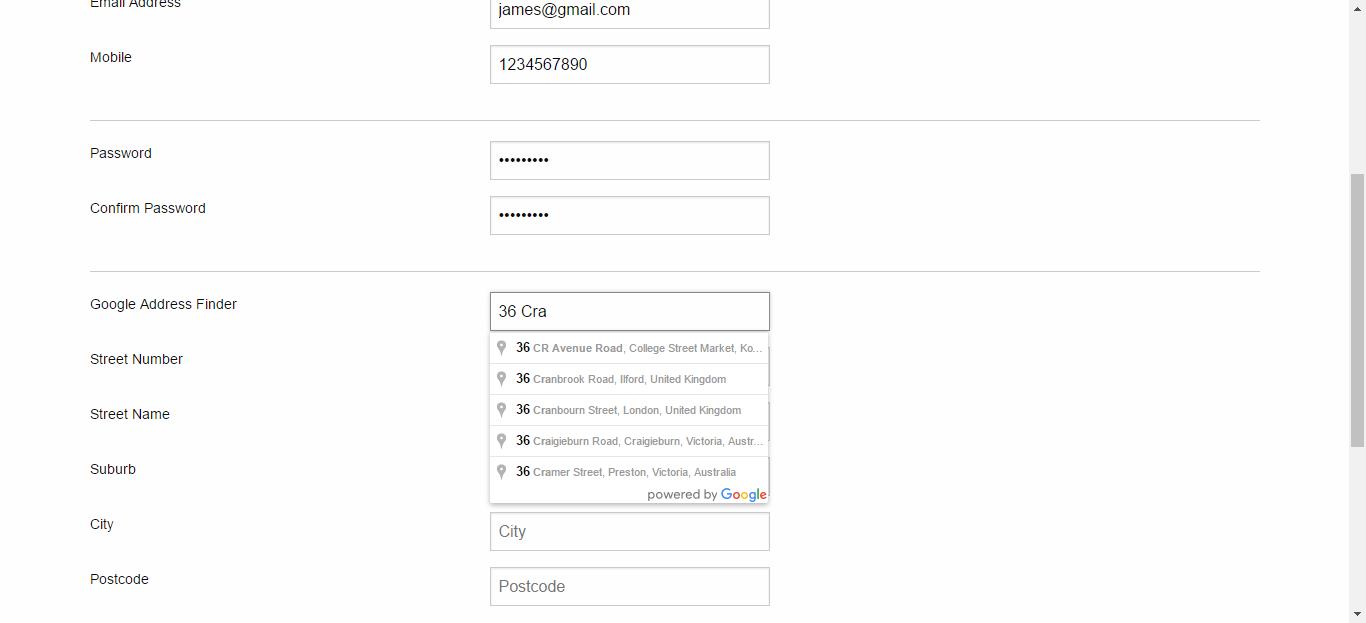 Email Address
james@gmail.com
Mobile
1234567890
Password
•••••••••
Confirm Password
•••••••••
Google Address Finder
36 Cra
36 CR Avenue Road, College Street Market, Ko...
Street Number
36 Cranbrook Road, Ilford, United Kingdom
36 Cranbourn Street, London, United Kingdom
Street Name
36 Craigieburn Road, Craigieburn, Victoria, Austr...
Suburb
36 Cramer Street, Preston, Victoria, Australia
powered by Google
City
City
Postcode
Postcode